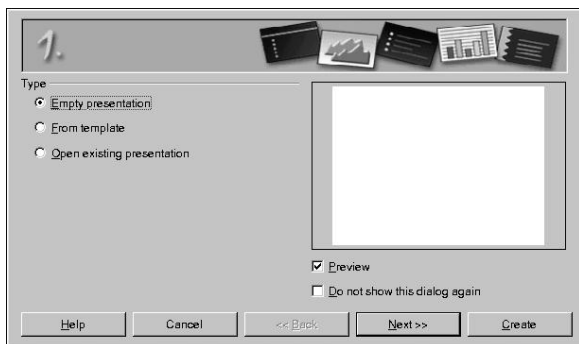 1.
Type
Empty presentation
From template
Open existing presentation
Preview
Do not show this dialog again
Help Cancel << Back Next >> Create